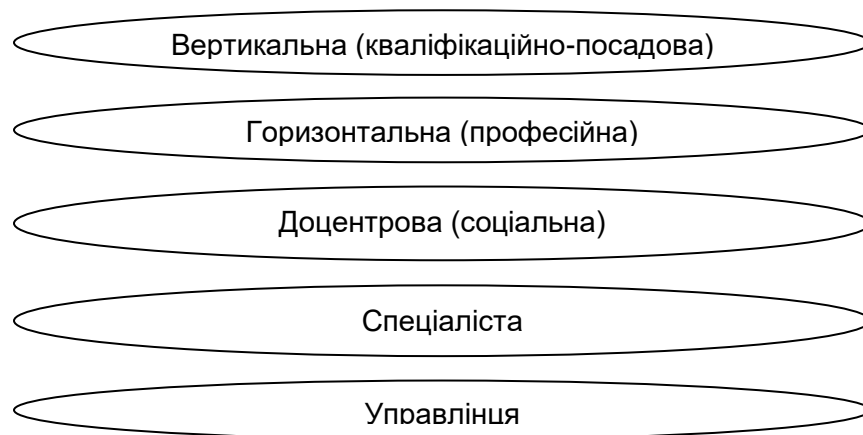 Вертикальна (кваліфікаційно-посадова)
Горизонтальна (професійна)
Доцентрова (соціальна)
Спеціаліста
Управлінця